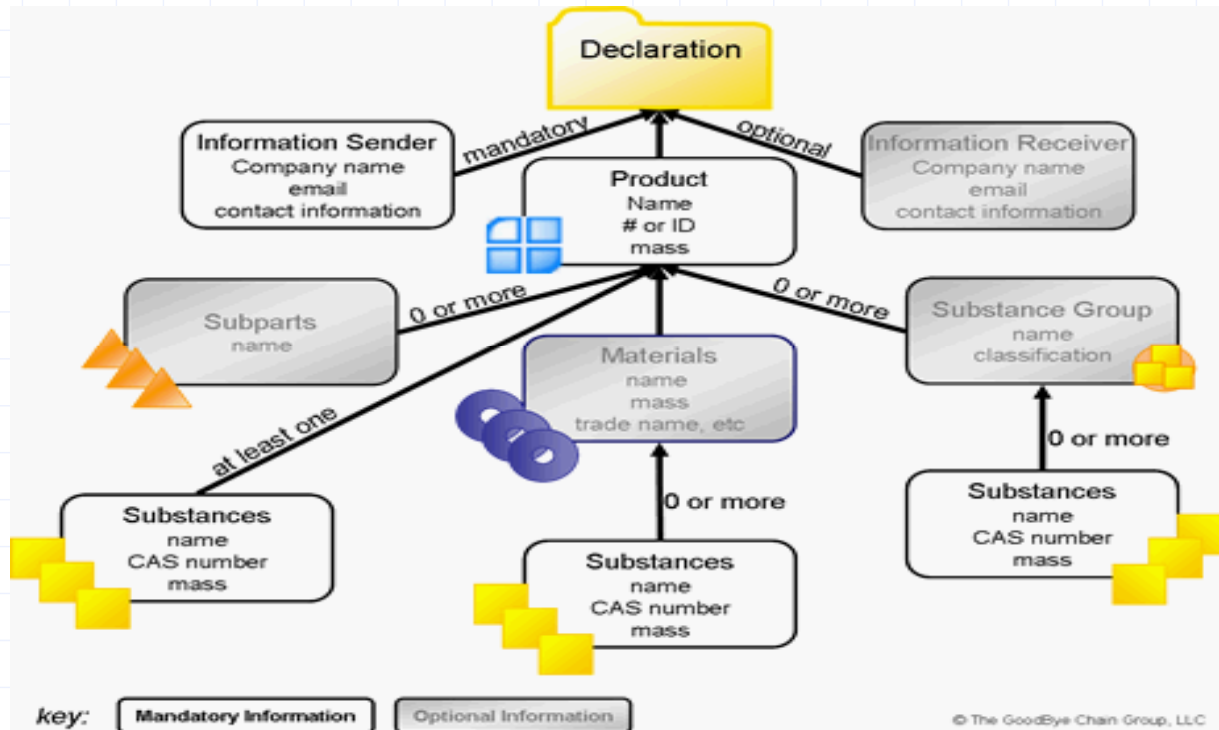 Declaration
mandatory
optional
Information Sender
Company name
email
contact information
Product
Name
# or ID
mass
Information Receiver
Company name
email
contact information
0 or more
0 or more
Subparts
name
Materials
name
mass
trade name, etc
Substance Group
name
classification
at least one
0 or more
0 or more
Substances
name
CAS number
mass
Substances
name
CAS number
mass
Substances
name
CAS number
mass
key:
Mandatory Information
Optional Information
© The GoodBye Chain Group, LLC